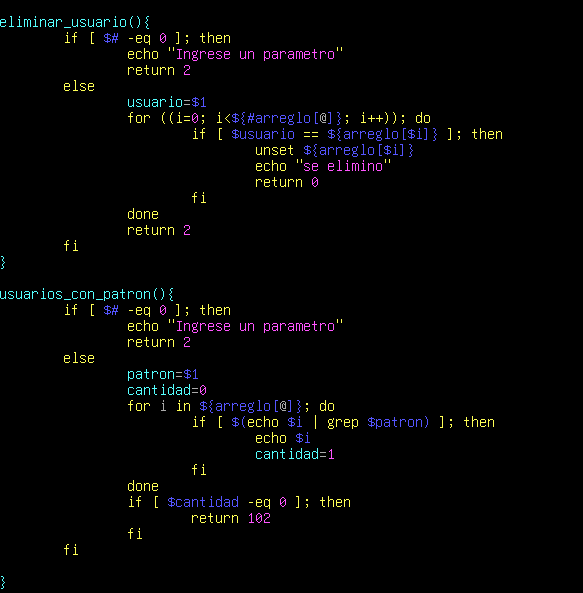 eliminar_usuario(){
        if [ $# -eq 0 ]; then
                echo "Ingrese un parametro"
                return 2
        else
                usuario=$1
                for ((i=0; i<${#arreglo[@]}; i++)); do
                        if [ $usuario == ${arreglo[$i]} ]; then
                                unset ${arreglo[$i]}
                                echo "se elimino"
                                return 0
                        fi
                done
                return 2
        fi
}

usuarios_con_patron(){
        if [ $# -eq 0 ]; then
                echo "Ingrese un parametro"
                return 2
        else
                patron=$1
                cantidad=0
                for i in ${arreglo[@]}; do
                        if [ $(echo $i | grep $patron) ]; then
                                echo $i
                                cantidad=1
                        fi
                done
                if [ $cantidad -eq 0 ]; then
                        return 102
                fi
        fi

}